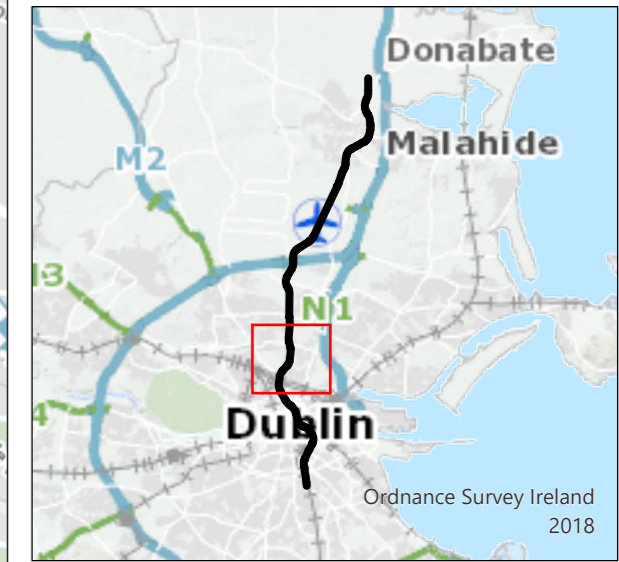 Donabate
Malahide
M2
N1
Dublin
Ordnance Survey Ireland
2018